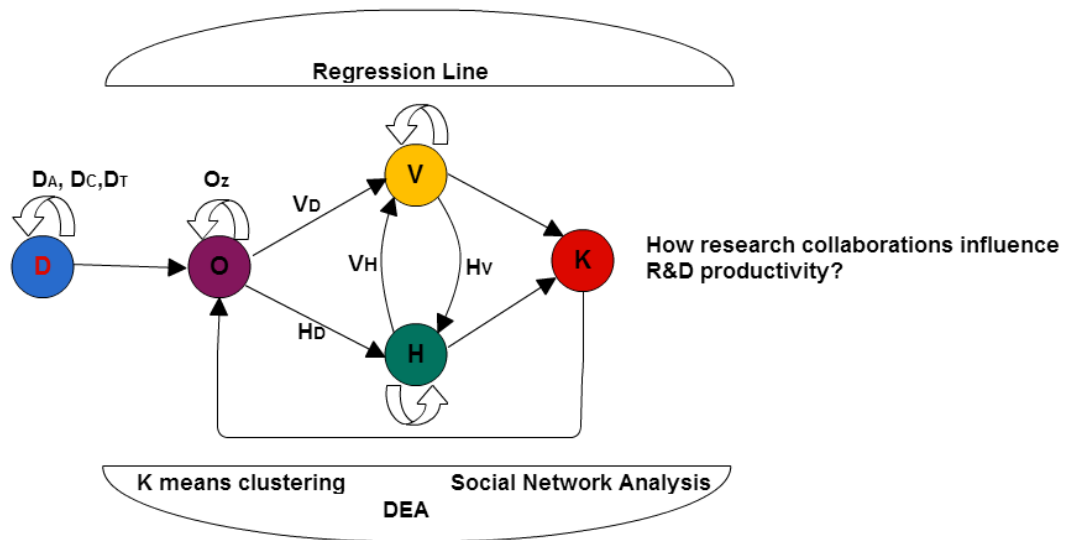 Regression Line
V
DA, DC,DT
Oz
VD
D
O
VH
HV
K
How research collaborations influence
R&D productivity?
HD
H
K means clustering
Social Network Analysis
DEA